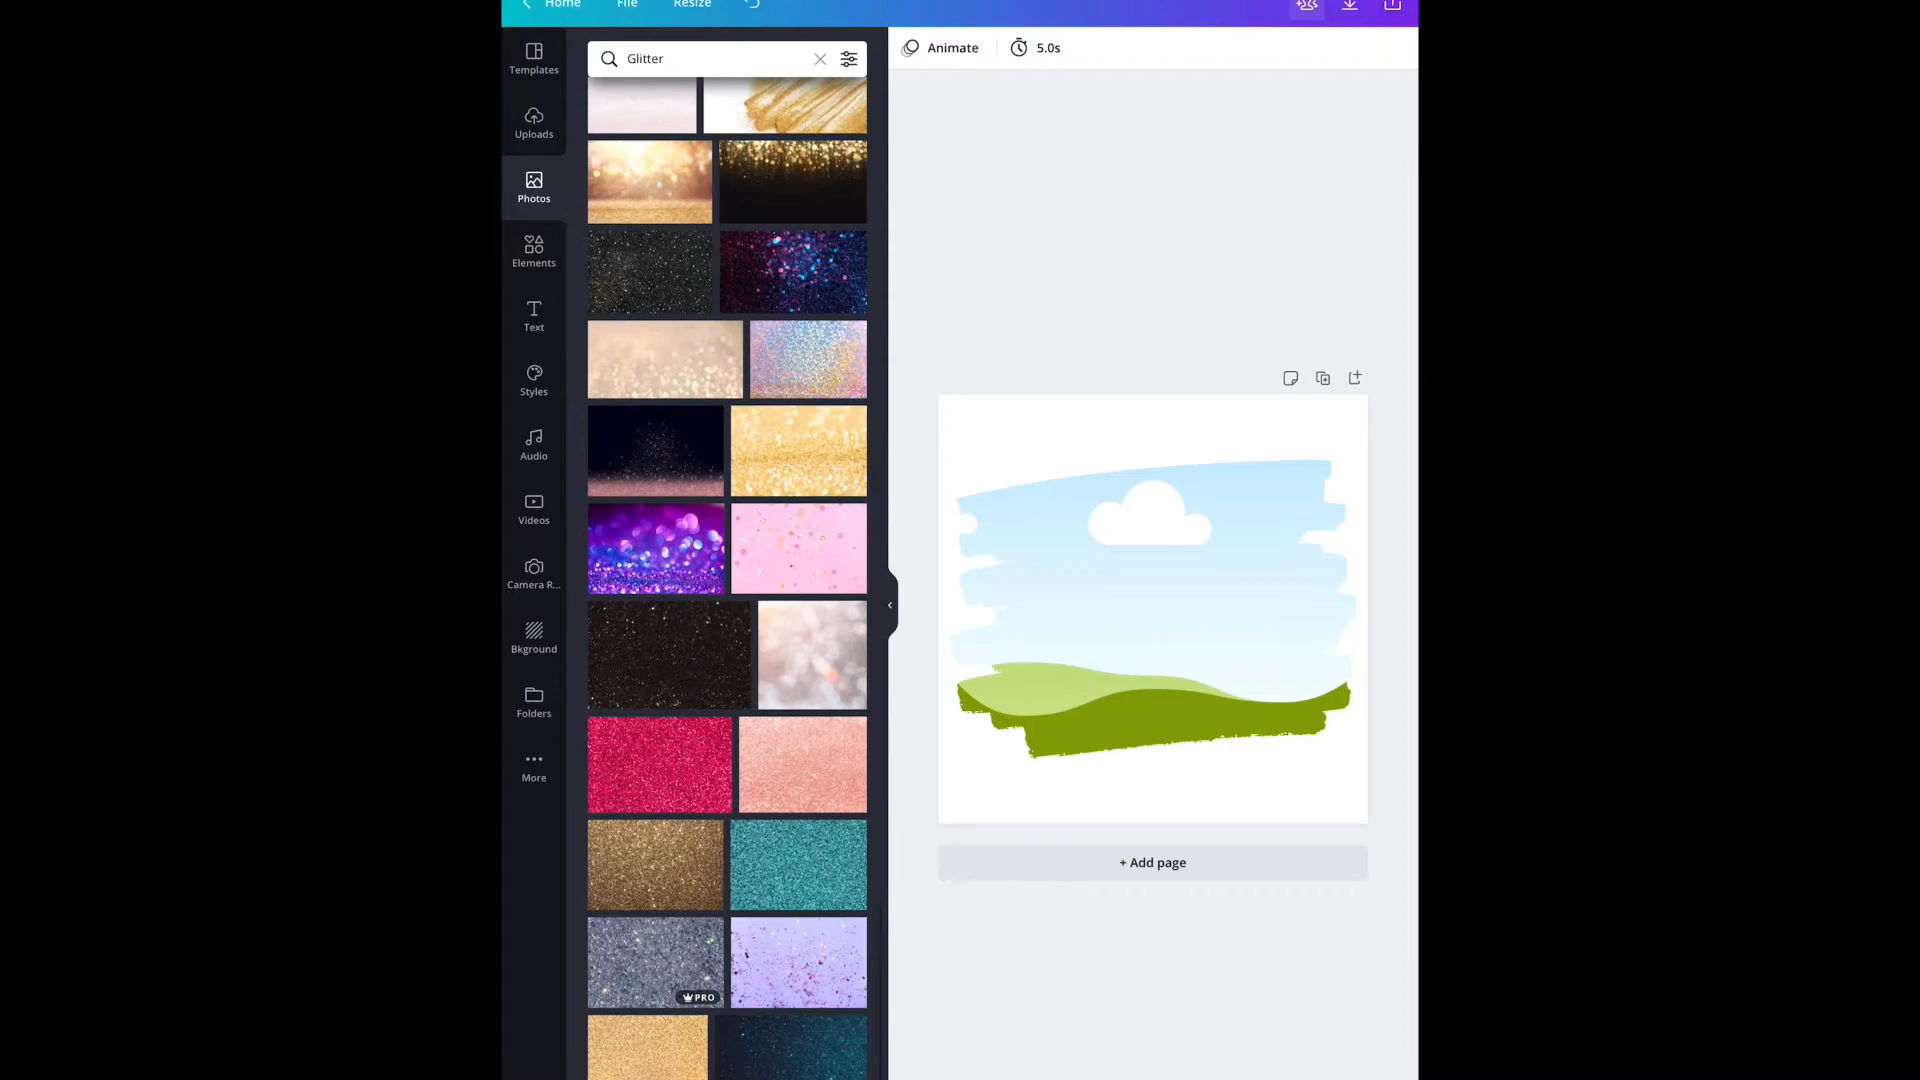 Home File Resize
Templates
Uploads
Photos
Elements
Text
Styles
Audio
Videos
Camera R...
Bkground
Folders
More
Glitter
PRO
Animate 5.0s
+ Add page